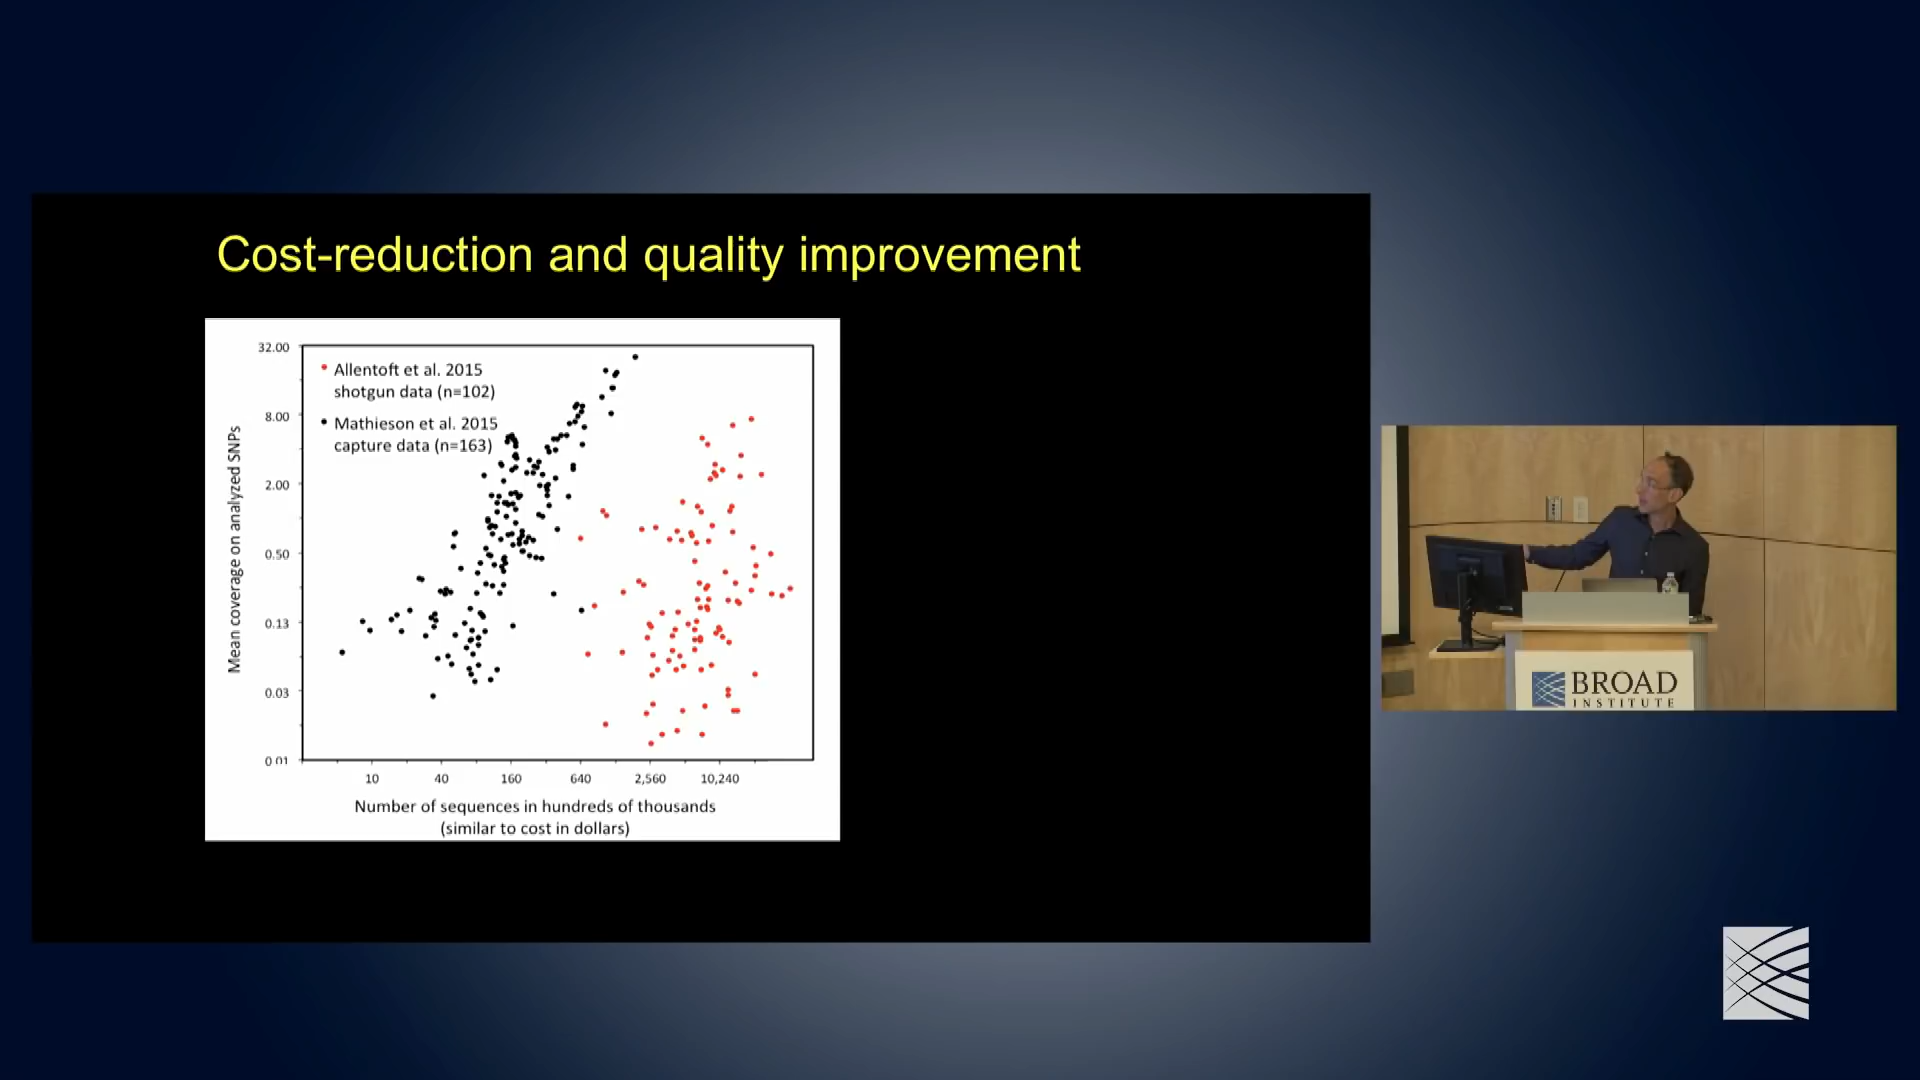 Cost-reduction and quality improvement
32.00
8.00
2.00
0.50
0.13
0.03
0.01
Mean coverage on analyzed SNPs
Allentoft et al. 2015
shotgun data (n=102)
Mathieson et al. 2015
capture data (n=163)
10
40
160
640
2,560
10,240
Number of sequences in hundreds of thousands
(similar to cost in dollars)
BROAD
INSTITUTE